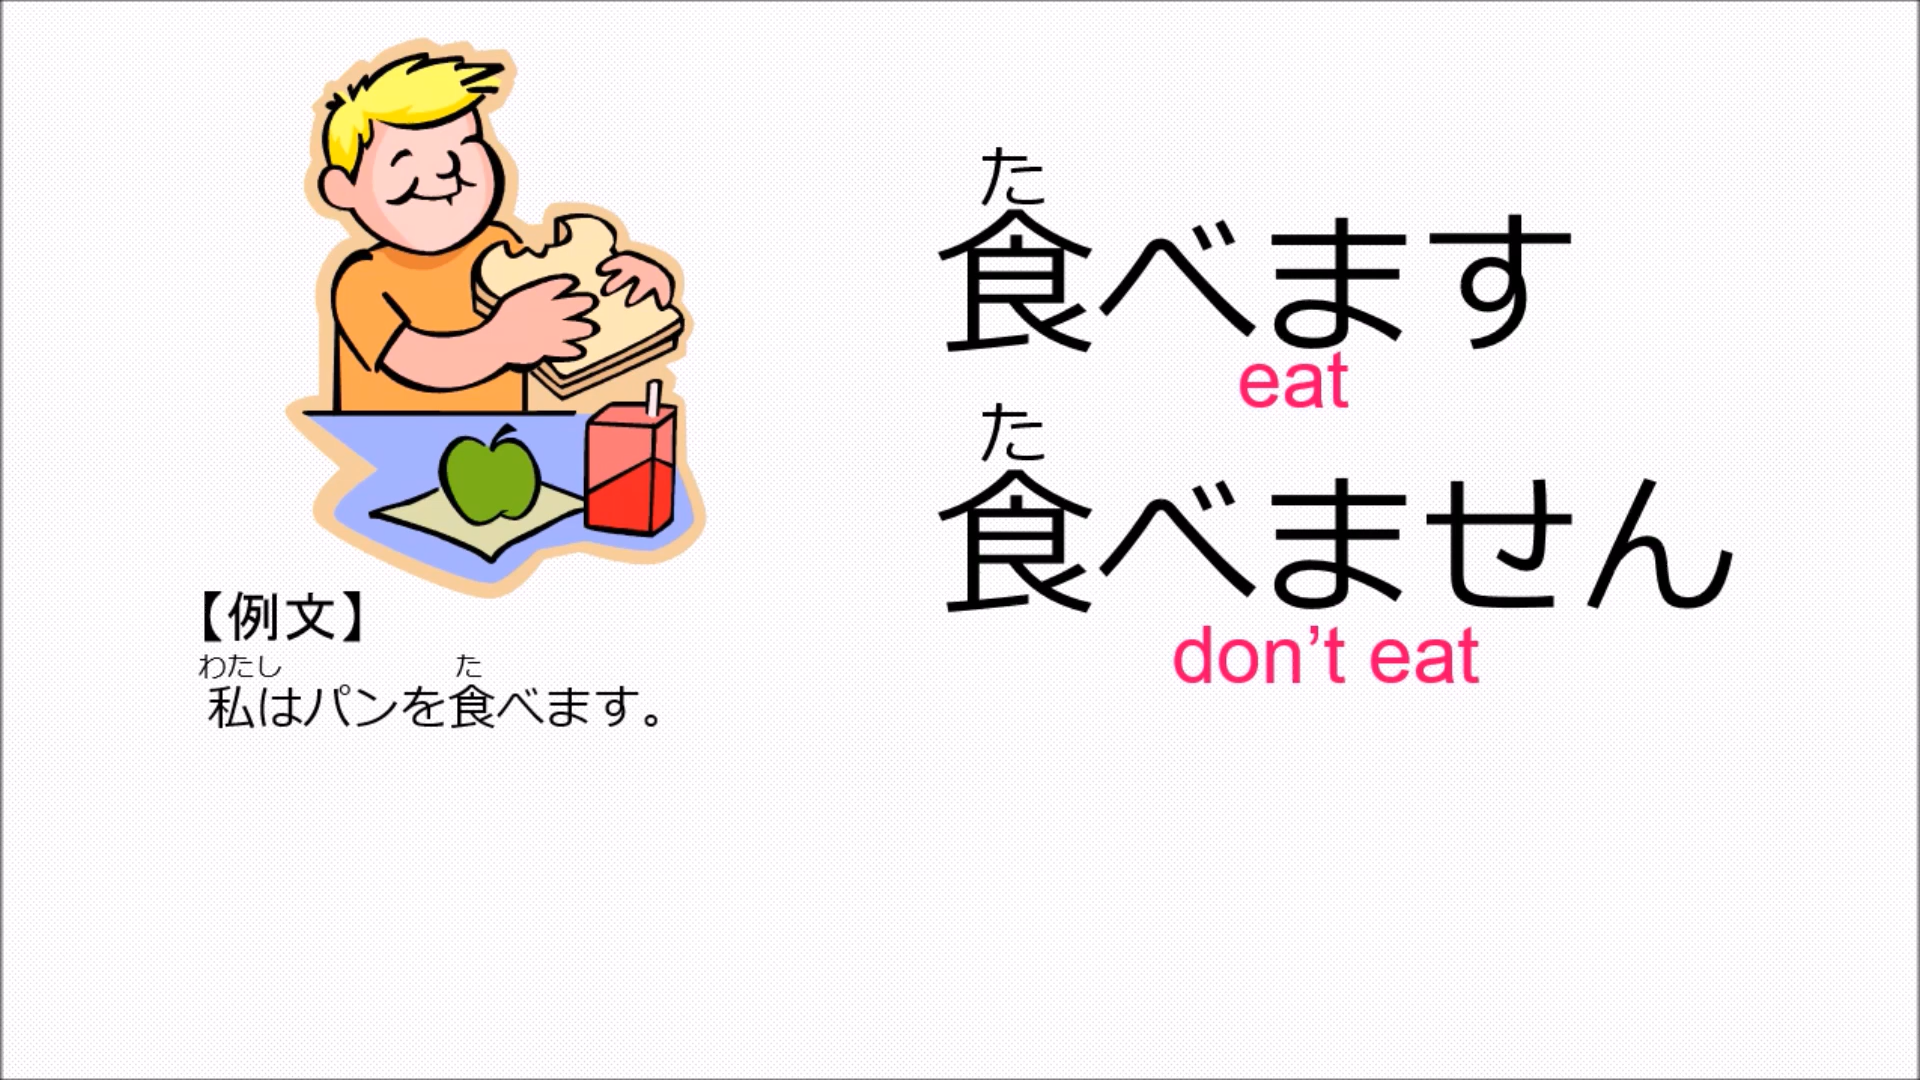 た
食べます
eat
た
食べません
don't eat
【例文】
わたし た
私はパンを食べます。